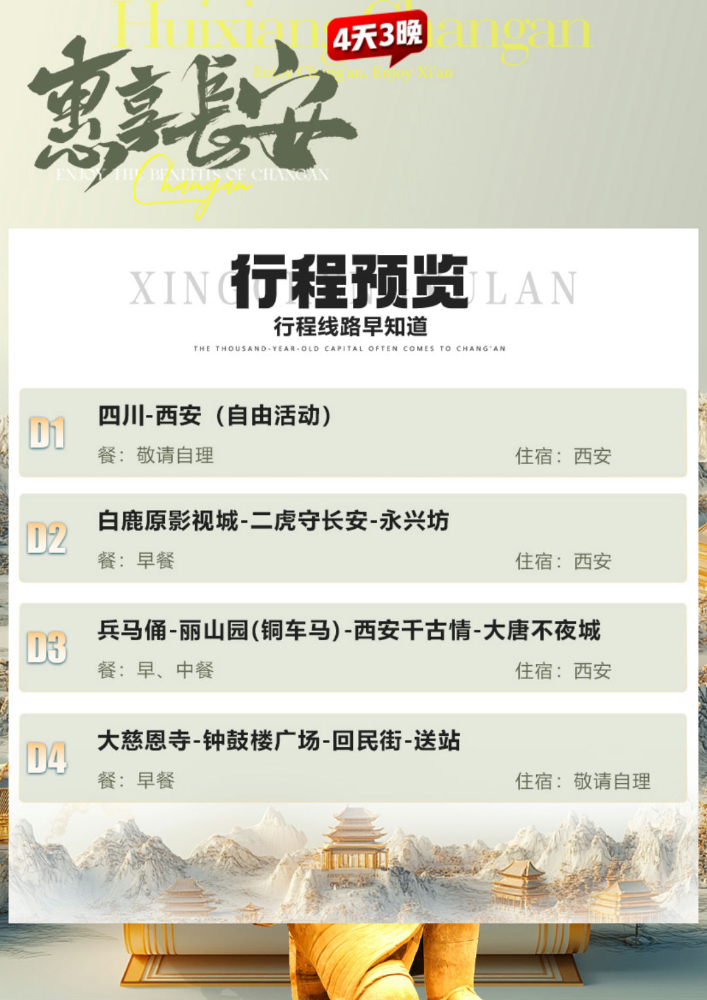 Huixiang Changan
4天3晚
Enjoy Chang'an, Enjoy Xi'an
惠享長安
ENJOY THE BENEFITS OF CHANGAN
Changan
行程预览
行程线路早知道
THE THOUSAND-YEAR-OLD CAPITAL OFTEN COMES TO CHANG'AN
D1
四川-西安（自由活动）
餐：敬请自理
住宿：西安
D2
白鹿原影视城-二虎守长安-永兴坊
餐：早餐
住宿：西安
D3
兵马俑-丽山园(铜车马)-西安千古情-大唐不夜城
餐：早、中餐
住宿：西安
D4
大慈恩寺-钟鼓楼广场-回民街-送站
餐：早餐
住宿：敬请自理